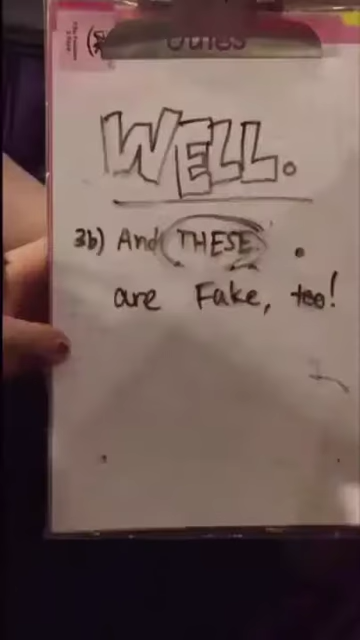 WELL.
3b) And THESE.
are Fake, too!